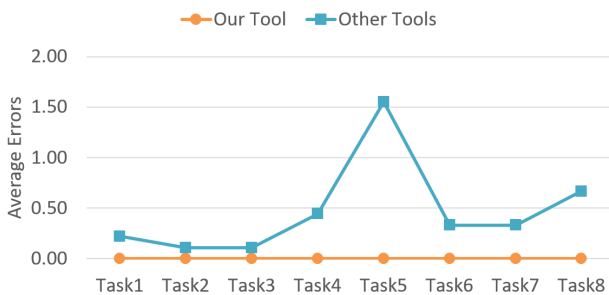 Our Tool Other Tools
2.00
1.50
1.00
0.50
0.00
Average Errors
Task1 Task2 Task3 Task4 Task5 Task6 Task7 Task8